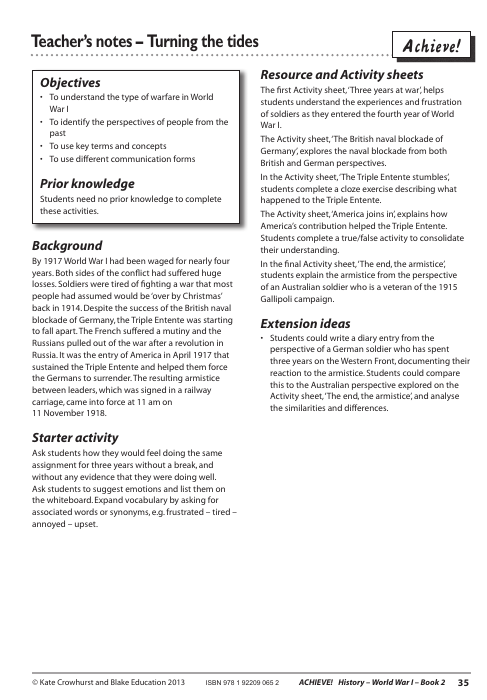 Teacher's notes – Turning the tides
Achieve!
Objectives
• To understand the type of warfare in World
War I
• To identify the perspectives of people from the
past
• To use key terms and concepts
• To use different communication forms
Prior knowledge
Students need no prior knowledge to complete
these activities.
Background
By 1917 World War I had been waged for nearly four
years. Both sides of the conflict had suffered huge
losses. Soldiers were tired of fighting a war that most
people had assumed would be 'over by Christmas'
back in 1914. Despite the success of the British naval
blockade of Germany, the Triple Entente was starting
to fall apart. The French suffered a mutiny and the
Russians pulled out of the war after a revolution in
Russia. It was the entry of America in April 1917 that
sustained the Triple Entente and helped them force
the Germans to surrender. The resulting armistice
between leaders, which was signed in a railway
carriage, came into force at 11 am on
11 November 1918.
Starter activity
Ask students how they would feel doing the same
assignment for three years without a break, and
without any evidence that they were doing well.
Ask students to suggest emotions and list them on
the whiteboard. Expand vocabulary by asking for
associated words or synonyms, e.g. frustrated – tired –
annoyed – upset.
Resource and Activity sheets
The first Activity sheet, 'Three years at war', helps
students understand the experiences and frustration
of soldiers as they entered the fourth year of World
War I.
The Activity sheet, 'The British naval blockade of
Germany', explores the naval blockade from both
British and German perspectives.
In the Activity sheet, 'The Triple Entente stumbles',
students complete a cloze exercise describing what
happened to the Triple Entente.
The Activity sheet, 'America joins in', explains how
America's contribution helped the Triple Entente.
Students complete a true/false activity to consolidate
their understanding.
In the final Activity sheet, 'The end, the armistice',
students explain the armistice from the perspective
of an Australian soldier who is a veteran of the 1915
Gallipoli campaign.
Extension ideas
• Students could write a diary entry from the
perspective of a German soldier who has spent
three years on the Western Front, documenting their
reaction to the armistice. Students could compare
this to the Australian perspective explored on the
Activity sheet, 'The end, the armistice', and analyse
the similarities and differences.
© Kate Crowhurst and Blake Education 2013 ISBN 978 1 92209 065 2 ACHIEVE! History – World War I – Book 2 35